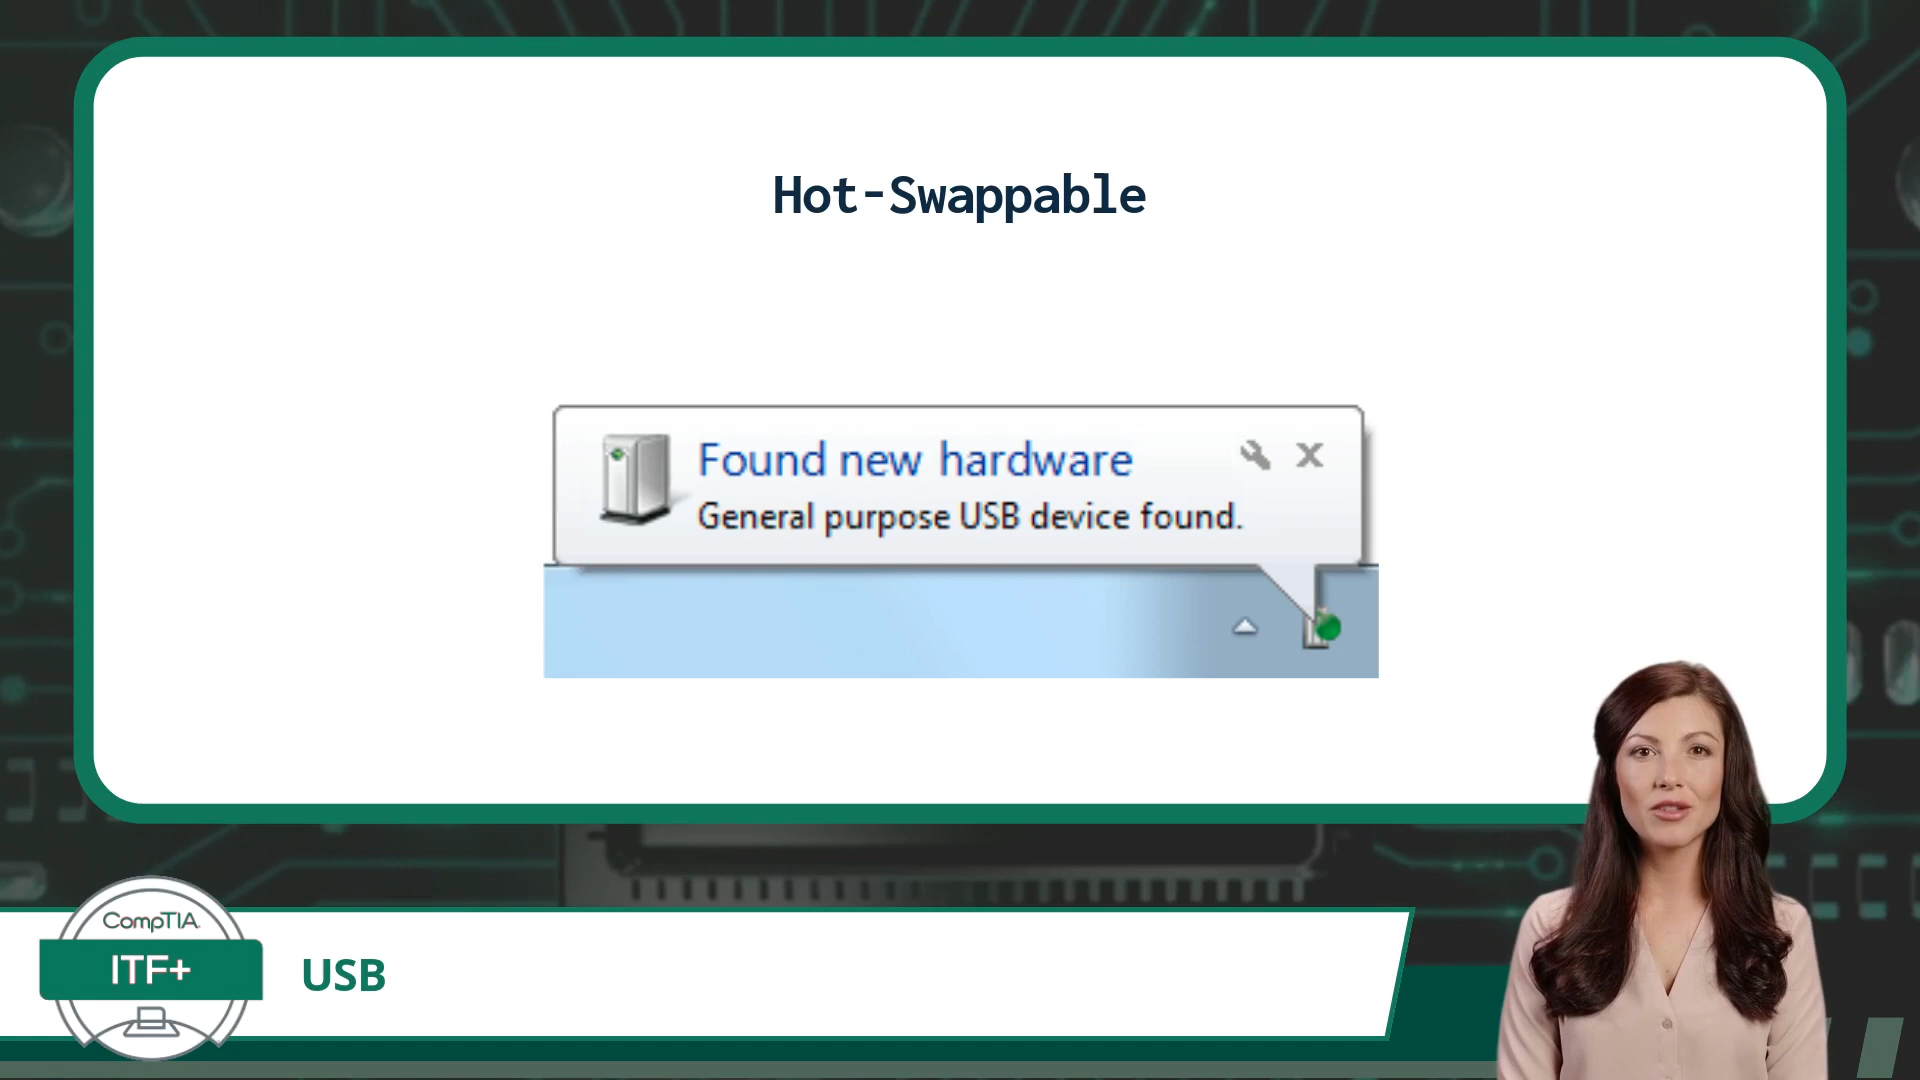 Hot-Swappable
Found new hardware
General purpose USB device found.
CompTIA
ITF+
USB